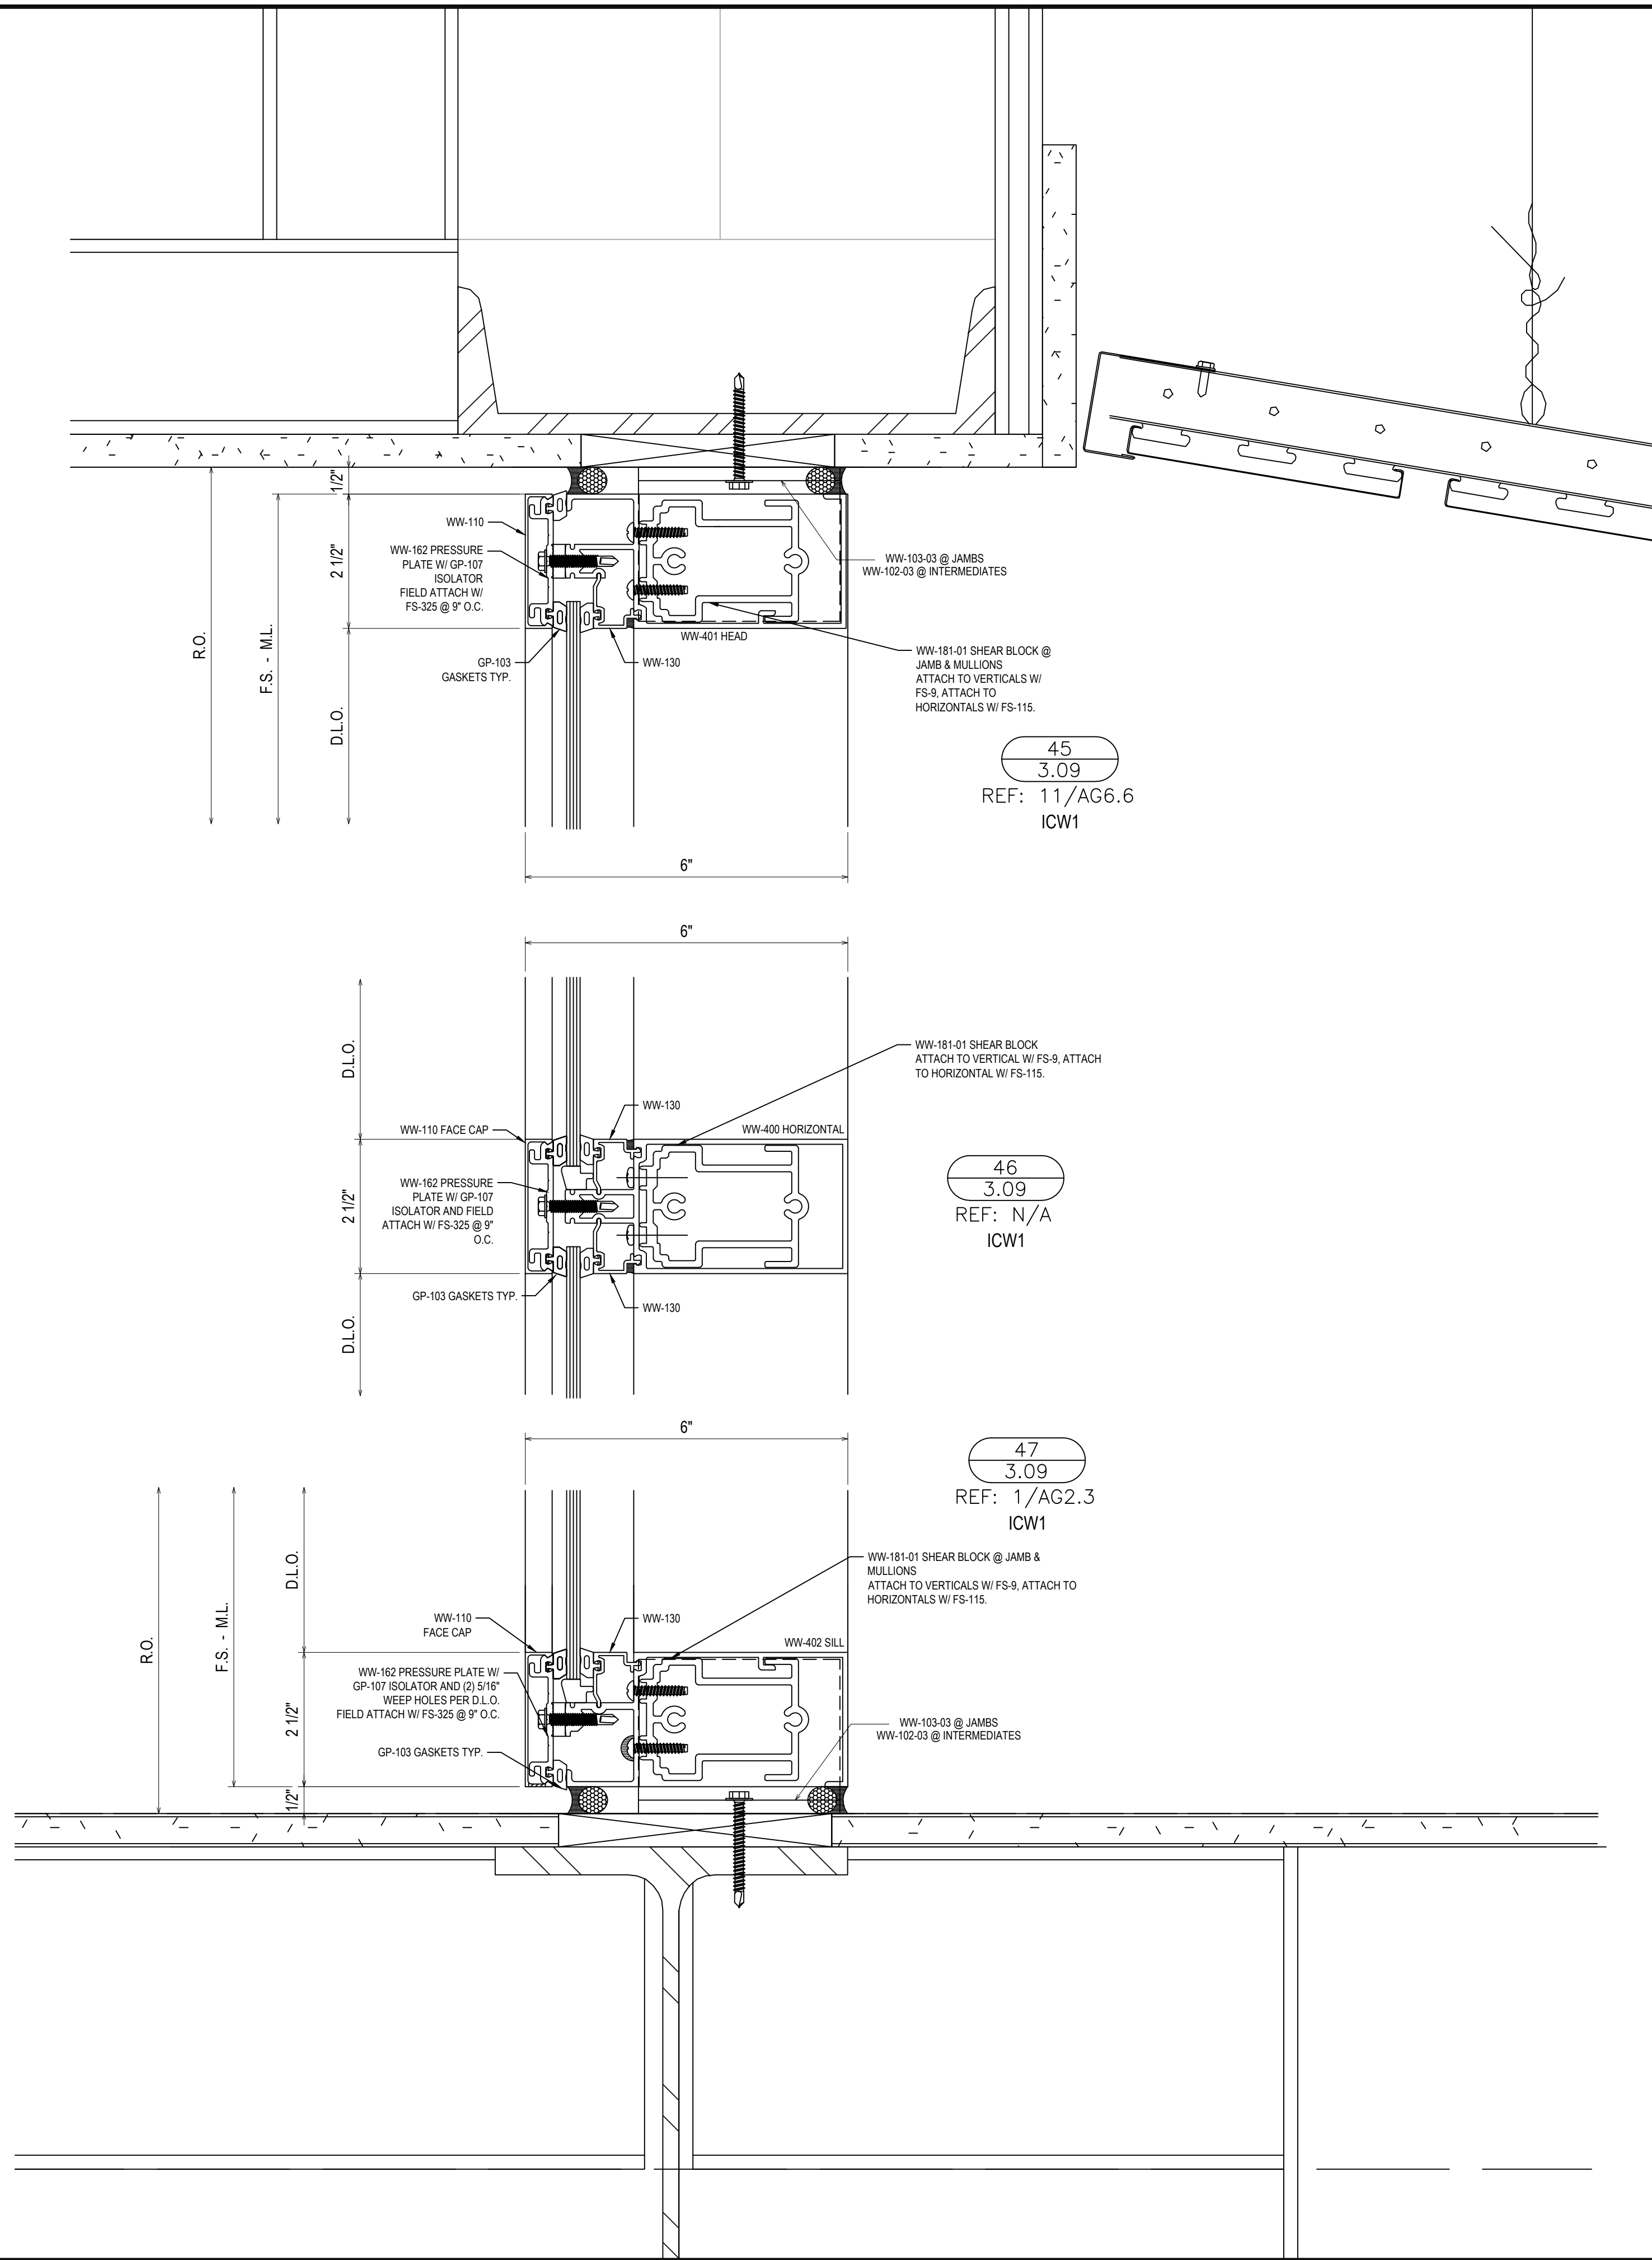 1/2"
2 1/2"
R.O.
F.S. - M.L.
D.L.O.
WW-110
WW-162 PRESSURE
PLATE W/ GP-107
ISOLATOR
FIELD ATTACH W/
FS-325 @ 9" O.C.
GP-103
GASKETS TYP.
WW-130
WW-401 HEAD
WW-103-03 @ JAMBS
WW-102-03 @ INTERMEDIATES
WW-181-01 SHEAR BLOCK @
JAMB & MULLIONS
ATTACH TO VERTICALS W/
FS-9, ATTACH TO
HORIZONTALS W/ FS-115.
45
3.09
REF: 11/AG6.6
ICW1
6"
6"
D.L.O.
2 1/2"
D.L.O.
WW-181-01 SHEAR BLOCK
ATTACH TO VERTICAL W/ FS-9, ATTACH
TO HORIZONTAL W/ FS-115.
WW-130
WW-110 FACE CAP
WW-400 HORIZONTAL
WW-162 PRESSURE
PLATE W/ GP-107
ISOLATOR AND FIELD
ATTACH W/ FS-325 @ 9"
O.C.
GP-103 GASKETS TYP.
WW-130
46
3.09
REF: N/A
ICW1
6"
47
3.09
REF: 1/AG2.3
ICW1
R.O.
F.S. - M.L.
D.L.O.
2 1/2"
1/2"
WW-181-01 SHEAR BLOCK @ JAMB &
MULLIONS
ATTACH TO VERTICALS W/ FS-9, ATTACH TO
HORIZONTALS W/ FS-115.
WW-110
FACE CAP
WW-130
WW-402 SILL
WW-162 PRESSURE PLATE W/
GP-107 ISOLATOR AND (2) 5/16"
WEEP HOLES PER D.L.O.
FIELD ATTACH W/ FS-325 @ 9" O.C.
GP-103 GASKETS TYP.
WW-103-03 @ JAMBS
WW-102-03 @ INTERMEDIATES